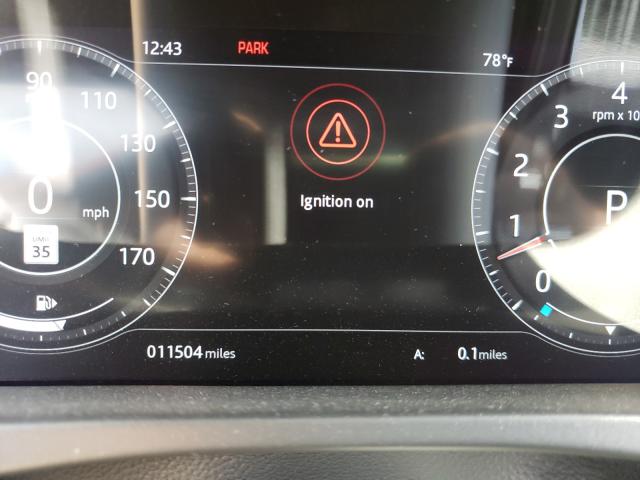 12:43 PARK 78°F
90
110
130
150
170
0
mph
LIMIT
35
Ignition on
4
3
rpm x 10
2
1
0
P
011504 miles A: 0.1 miles